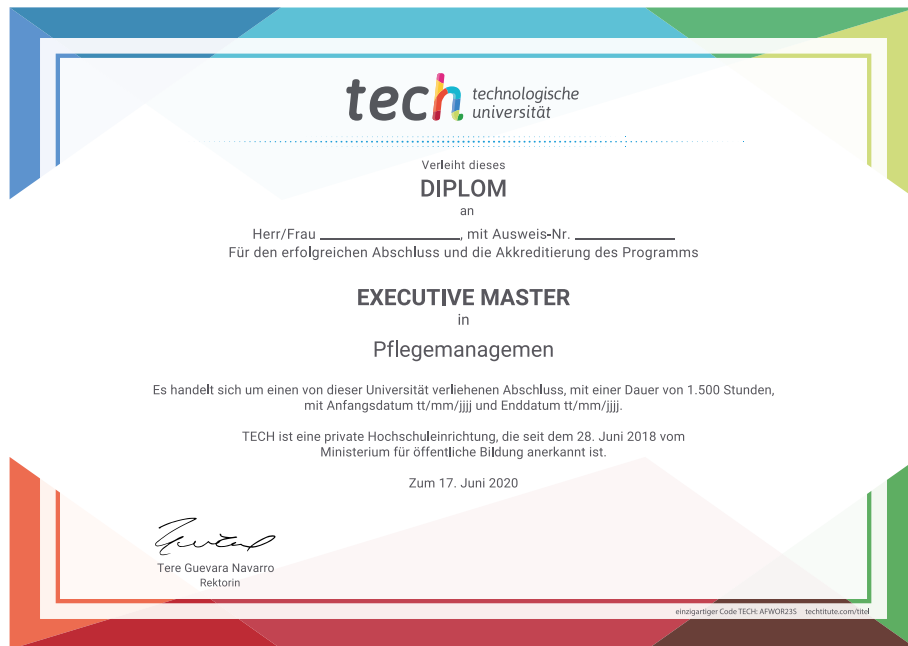 tech technologische
universität
Verleiht dieses
DIPLOM
an
Herr/Frau ____________________, mit Ausweis-Nr. ______________
Für den erfolgreichen Abschluss und die Akkreditierung des Programms
EXECUTIVE MASTER
in
Pflegemanagemen
Es handelt sich um einen von dieser Universität verliehenen Abschluss, mit einer Dauer von 1.500 Stunden,
mit Anfangsdatum tt/mm/jjjj und Enddatum tt/mm/jjjj.
TECH ist eine private Hochschuleinrichtung, die seit dem 28. Juni 2018 vom
Ministerium für öffentliche Bildung anerkannt ist.
Zum 17. Juni 2020
Tere Guevara Navarro
Rektorin
einzigartiger Code TECH: AFWOR23S techtitute.com/titel